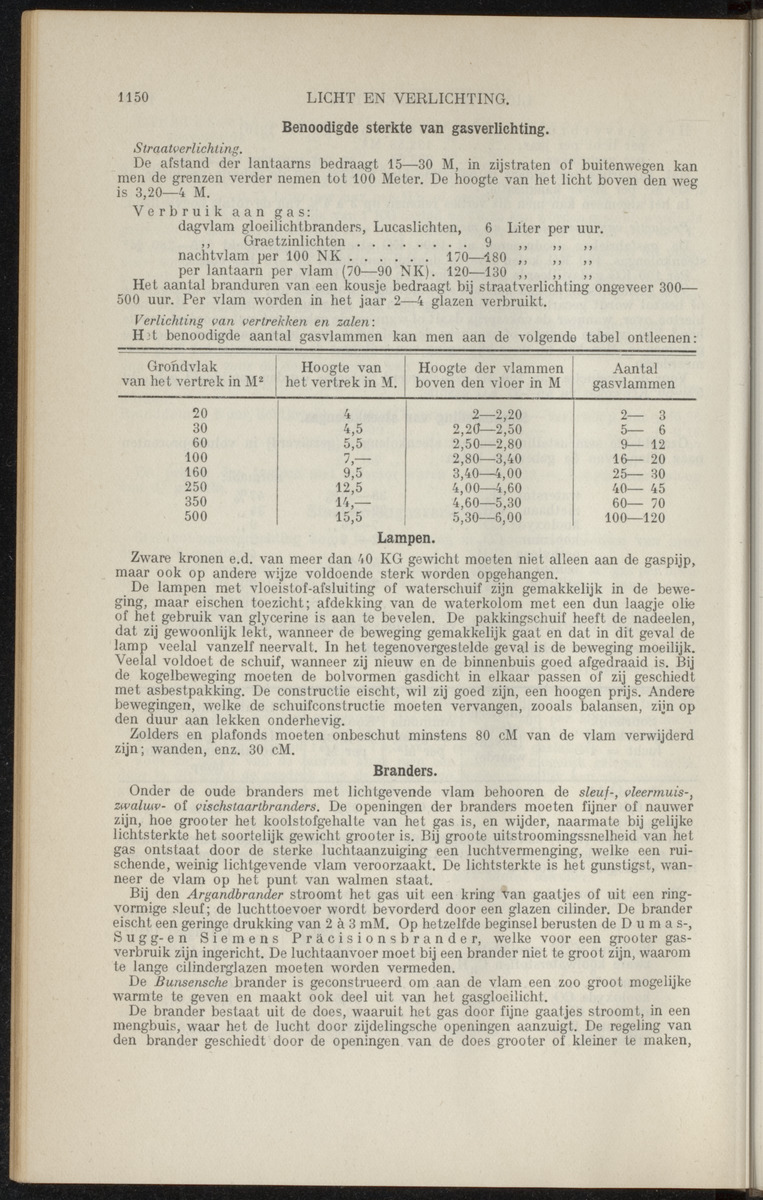 1150 LICHT EN VERLICHTING.
Benoodigde sterkte van gasverlichting.
Straatverlichting.
De afstand der lantaarns bedraagt 15—30 M, in zijstraten of buitenwegen kan
men de grenzen verder nemen tot 100 Meter. De hoogte van het licht boven den weg
is 3,20—4 M.
Verbruik aan gas:
dagvlam gloeilichtbranders, Lucaslichten, 6 Liter per uur.
,, Graetzinlichten . . . . . . . . 9 ,, ,, ,,
nachtvlam per 100 NK . . . . . . 170—180 ,, ,, ,,
per lantaarn per vlam (70—90 NK). 120—130 ,, ,, ,,
Het aantal branduren van een kousje bedraagt bij straatverlichting ongeveer 300—
500 uur. Per vlam worden in het jaar 2—4 glazen verbruikt.
Verlichting van vertrekken en zalen:
Het benoodigde aantal gasvlammen kan men aan de volgende tabel ontleenen:
Grondvlak Hoogte van Hoogte der vlammen Aantal
van het vertrek in M² het vertrek in M. boven den vloer in M gasvlammen
20 4 2—2,20 2— 3
30 4,5 2,20—2,50 5— 6
60 5,5 2,50—2,80 9— 12
100 7,— 2,80—3,40 16— 20
160 9,5 3,40—4,00 25— 30
250 12,5 4,00—4,60 40— 45
350 14,— 4,60—5,30 60— 70
500 15,5 5,30—6,00 100—120
Lampen.
Zware kronen e.d. van meer dan 40 KG gewicht moeten niet alleen aan de gaspijp,
maar ook op andere wijze voldoende sterk worden opgehangen.
De lampen met vloeistof-afsluiting of waterschuif zijn gemakkelijk in de bewe-
ging, maar eischen toezicht; afdekking van de waterkolom met een dun laagje olie
of het gebruik van glycerine is aan te bevelen. De pakkingschuif heeft de nadeelen,
dat zij gewoonlijk lekt, wanneer de beweging gemakkelijk gaat en dat in dit geval de
lamp veelal vanzelf neervalt. In het tegenovergestelde geval is de beweging moeilijk.
Veelal voldoet de schuif, wanneer zij nieuw en de binnenbuis goed afgedraaid is. Bij
de kogelbeweging moeten de bolvormen gasdicht in elkaar passen of zij geschiedt
met asbestpakking. De constructie eischt, wil zij goed zijn, een hoogen prijs. Andere
bewegingen, welke de schuifconstructie moeten vervangen, zooals balansen, zijn op
den duur aan lekken onderhevig.
Zolders en plafonds moeten onbeschut minstens 80 cM van de vlam verwijderd
zijn; wanden, enz. 30 cM.
Branders.
Onder de oude branders met lichtgevende vlam behooren de sleuf-, vleermuis-,
zwaluw- of vischstaartbranders. De openingen der branders moeten fijner of nauwer
zijn, hoe grooter het koolstofgehalte van het gas is, en wijder, naarmate bij gelijke
lichtsterkte het soortelijk gewicht grooter is. Bij groote uitstroomingssnelheid van het
gas ontstaat door de sterke luchtaanzuiging een luchtvermenging, welke een rui-
schende, weinig lichtgevende vlam veroorzaakt. De lichtsterkte is het gunstigst, wan-
neer de vlam op het punt van walmen staat.
Bij den Argandbrander stroomt het gas uit een kring van gaatjes of uit een ring-
vormige sleuf; de luchttoevoer wordt bevorderd door een glazen cilinder. De brander
eischt een geringe drukking van 2 à 3 mM. Op hetzelfde beginsel berusten de Dumas-,
Sugg- en Siemens Präcisionsbrander, welke voor een grooter gas-
verbruik zijn ingericht. De luchtaanvoer moet bij een brander niet te groot zijn, waarom
te lange cilinderglazen moeten worden vermeden.
De Bunsensche brander is geconstrueerd om aan de vlam een zoo groot mogelijke
warmte te geven en maakt ook deel uit van het gasgloeilicht.
De brander bestaat uit de does, waaruit het gas door fijne gaatjes stroomt, in een
mengbuis, waar het de lucht door zijdelingsche openingen aanzuigt. De regeling van
den brander geschiedt door de openingen van de does grooter of kleiner te maken,